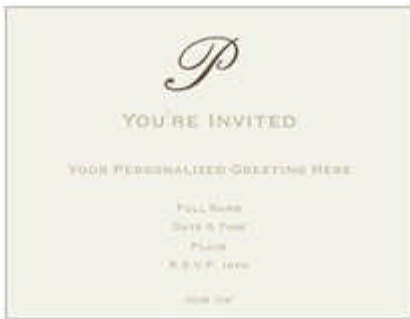 P
You're Invited
Your Personalized Greeting Here
Full Name
Date & Time
Place
R.S.V.P. Info